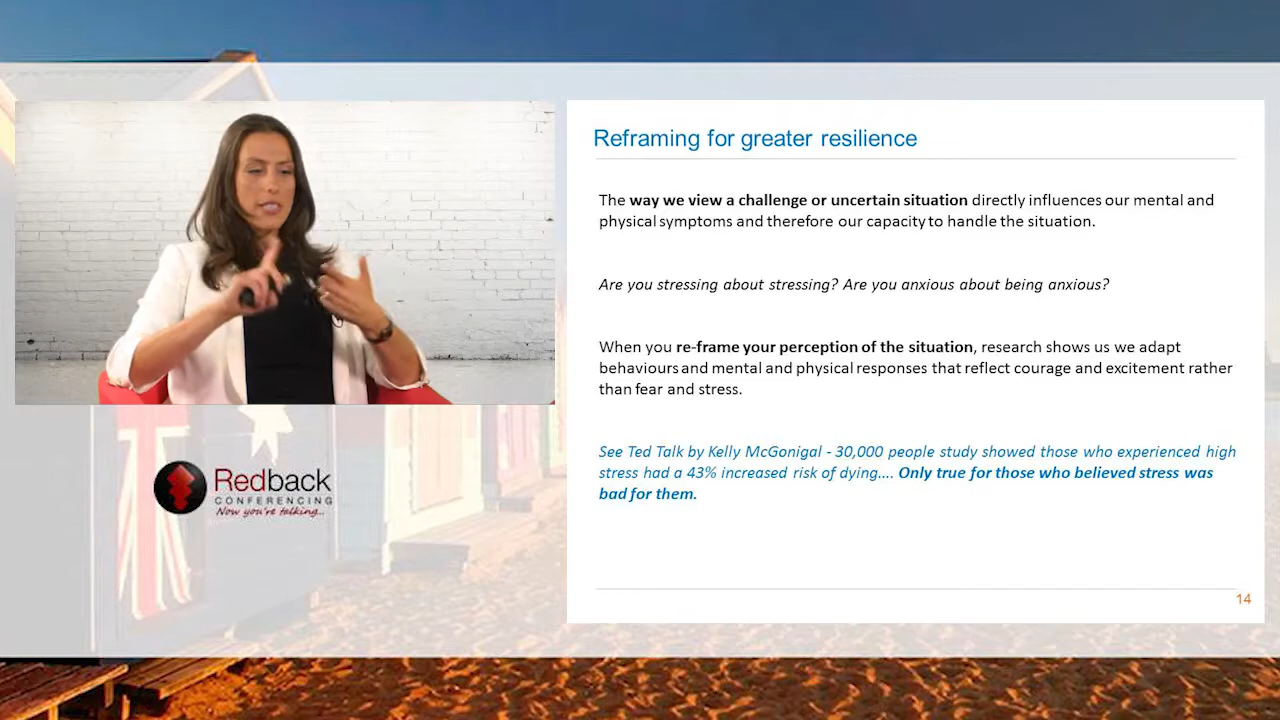 Reframing for greater resilience
The way we view a challenge or uncertain situation directly influences our mental and
physical symptoms and therefore our capacity to handle the situation.
Are you stressing about stressing? Are you anxious about being anxious?
When you re-frame your perception of the situation, research shows us we adapt
behaviours and mental and physical responses that reflect courage and excitement rather
than fear and stress.
See Ted Talk by Kelly McGonigal - 30,000 people study showed those who experienced high
stress had a 43% increased risk of dying.... Only true for those who believed stress was
bad for them.
14
Redback
CONFERENCING
Now you're talking...